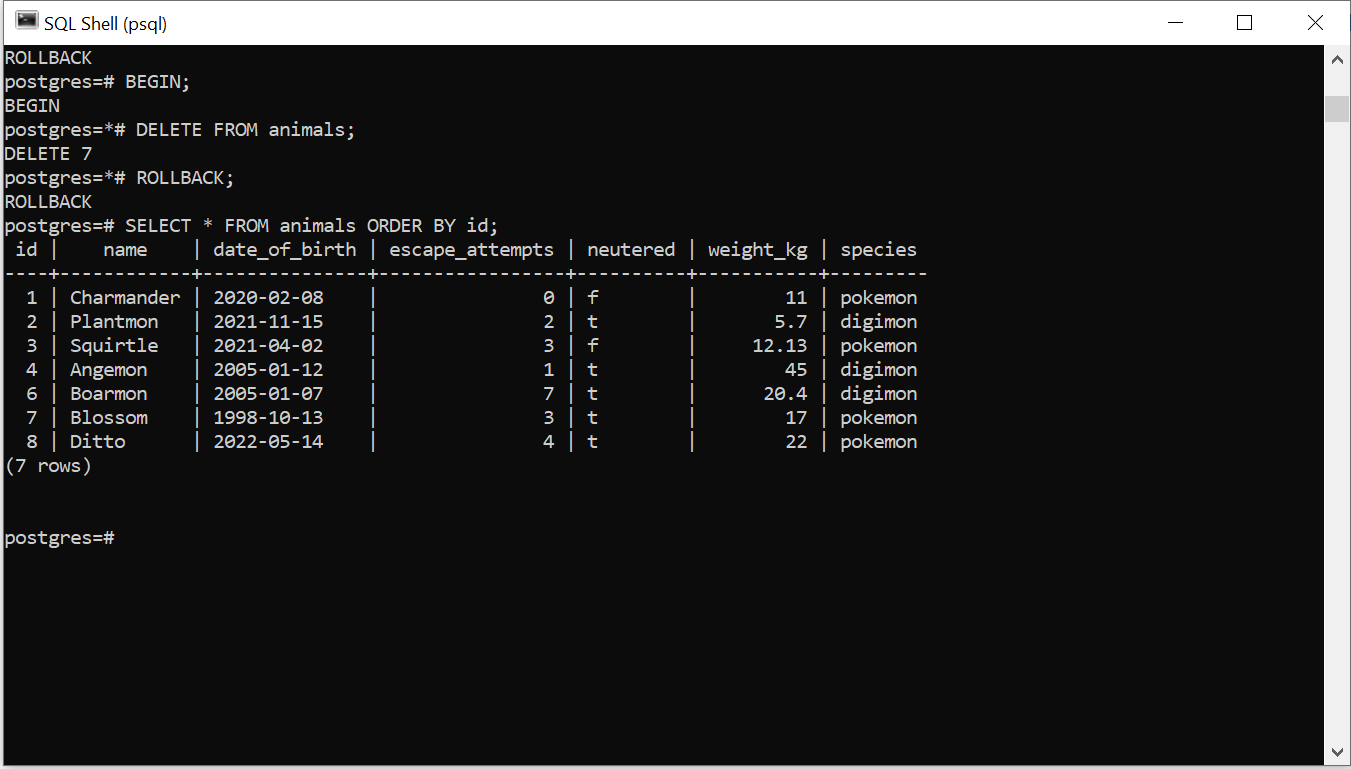 SQL Shell (psql)
ROLLBACK
postgres=# BEGIN;
BEGIN
postgres=*# DELETE FROM animals;
DELETE 7
postgres=*# ROLLBACK;
ROLLBACK
postgres=# SELECT * FROM animals ORDER BY id;
 id |    name    | date_of_birth | escape_attempts | neutered | weight_kg | species
----+------------+---------------+-----------------+----------+-----------+---------
  1 | Charmander | 2020-02-08    |               0 | f        |        11 | pokemon
  2 | Plantmon   | 2021-11-15    |               2 | t        |       5.7 | digimon
  3 | Squirtle   | 2021-04-02    |               3 | f        |     12.13 | pokemon
  4 | Angemon    | 2005-01-12    |               1 | t        |        45 | digimon
  6 | Boarmon    | 2005-01-07    |               7 | t        |      20.4 | digimon
  7 | Blossom    | 1998-10-13    |               3 | t        |        17 | pokemon
  8 | Ditto      | 2022-05-14    |               4 | t        |        22 | pokemon
(7 rows)
postgres=#